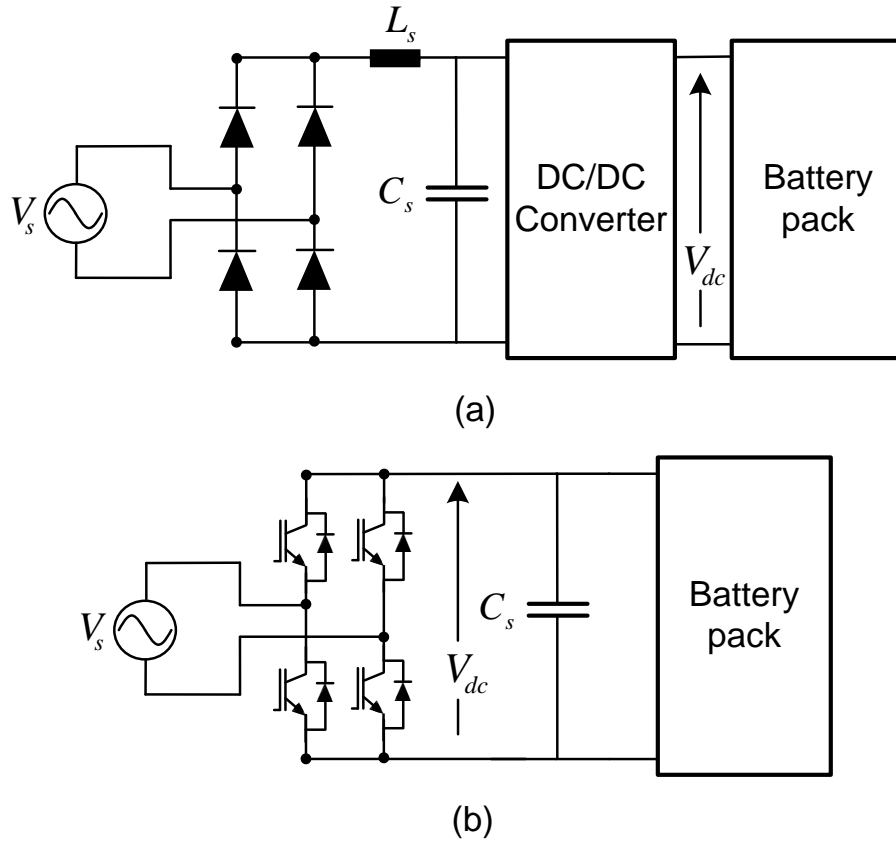 L_s
V_s
C_s
DC/DC
Converter
V_dc
Battery
pack
(a)
V_s
V_dc
C_s
Battery
pack
(b)